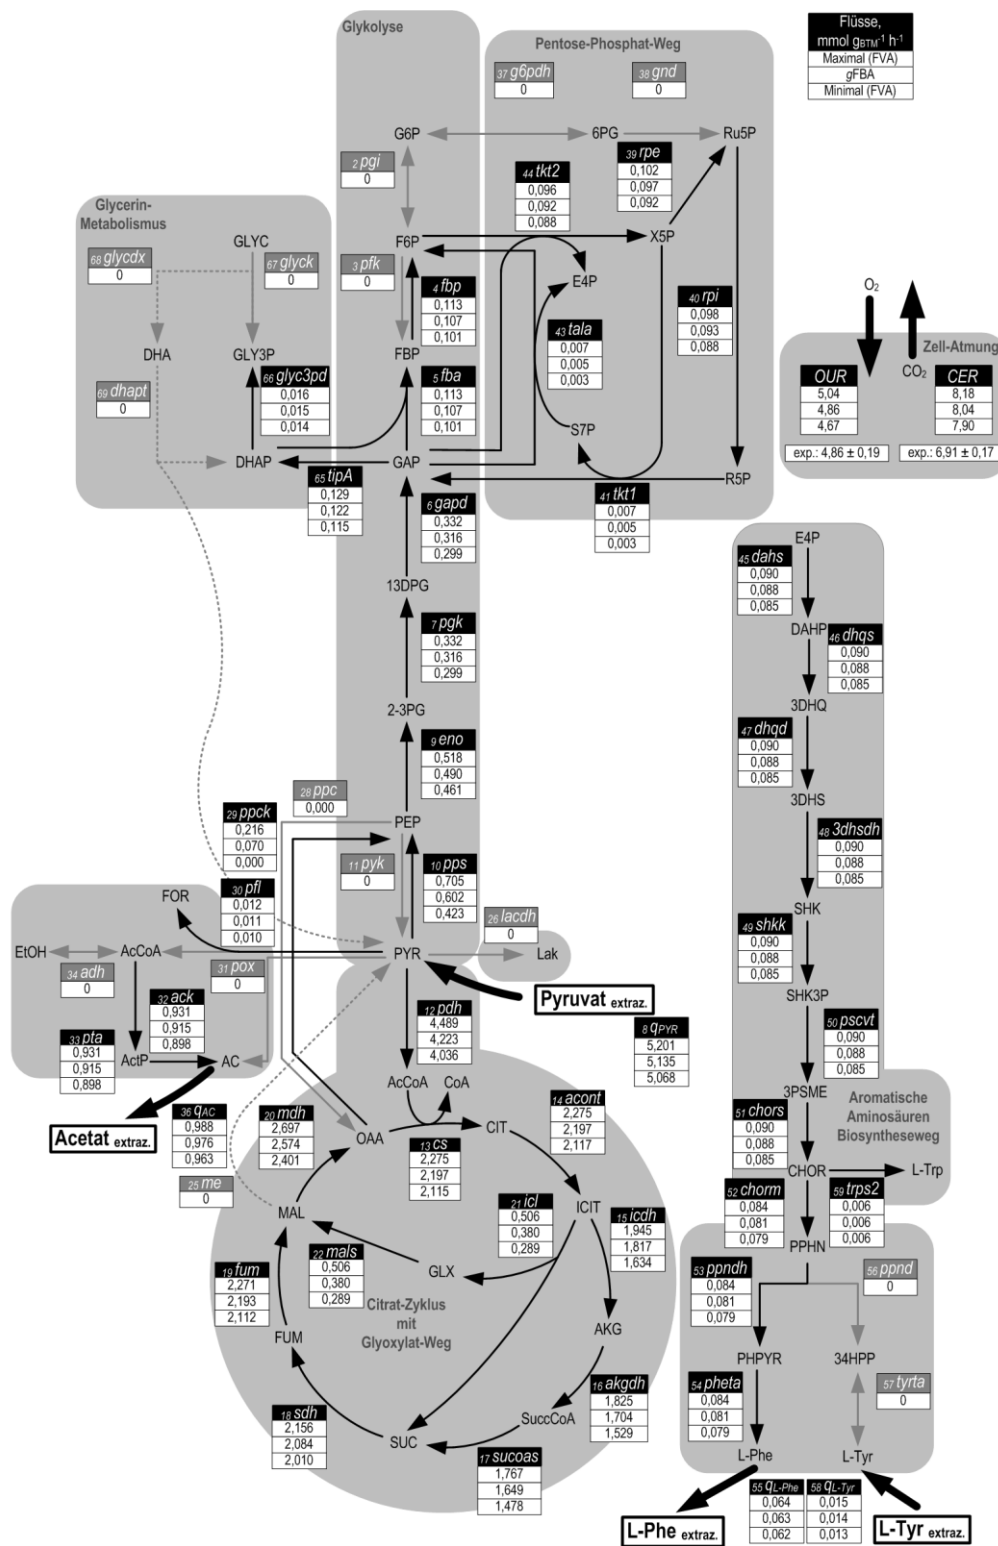 Glykolyse
Pentose-Phosphat-Weg
Flüsse,
mmol gBTM⁻¹ h⁻¹
Maximal (FVA)
gFBA
Minimal (FVA)
37 g6pdh
0
38 gnd
0
G6P
6PG
Ru5P
2 pgi
0
44 tkt2
0,096
0,092
0,088
39 rpe
0,102
0,097
0,092
Glycerin-
Metabolismus
GLYC
68 glycdx
0
67 glyck
0
F6P
X5P
3 pfk
0
4 fbp
0,113
0,107
0,101
E4P
40 rpi
0,098
0,093
0,088
O₂
CO₂
Zell-Atmung
OUR
5,04
4,86
4,67
exp.: 4,86 ± 0,19
CER
8,18
8,04
7,90
exp.: 6,91 ± 0,17
43 tala
0,007
0,005
0,003
DHA
GLY3P
FBP
69 dhapt
0
66 glyc3pd
0,016
0,015
0,014
5 fba
0,113
0,107
0,101
S7P
DHAP
GAP
R5P
65 tipA
0,129
0,122
0,115
6 gapd
0,332
0,316
0,299
41 tkt1
0,007
0,005
0,003
13DPG
7 pgk
0,332
0,316
0,299
2-3PG
9 eno
0,518
0,490
0,461
28 ppc
0,000
29 ppck
0,216
0,070
0,000
PEP
11 pyk
0
10 pps
0,705
0,602
0,423
30 pfl
0,012
0,011
0,010
FOR
26 lacdh
0
EtOH
AcCoA
PYR
Lak
34 adh
0
31 pox
0
32 ack
0,931
0,915
0,898
33 pta
0,931
0,915
0,898
ActP
AC
Pyruvat extraz.
12 pdh
4,489
4,223
4,036
8 qPYR
5,201
5,135
5,068
Acetat extraz.
36 qAC
0,988
0,976
0,963
AcCoA
CoA
20 mdh
2,697
2,574
2,401
OAA
13 cs
2,275
2,197
2,115
CIT
14 acont
2,275
2,197
2,117
25 me
0
MAL
21 icl
0,506
0,380
0,289
ICIT
15 icdh
1,945
1,817
1,634
22 mals
0,506
0,380
0,289
GLX
19 fum
2,271
2,193
2,112
Citrat-Zyklus
mit
Glyoxylat-Weg
FUM
AKG
16 akgdh
1,825
1,704
1,529
18 sdh
2,156
2,084
2,010
SUC
SuccCoA
17 sucoas
1,767
1,649
1,478
E4P
45 dahs
0,090
0,088
0,085
DAHP
46 dhqs
0,090
0,088
0,085
3DHQ
47 dhqd
0,090
0,088
0,085
3DHS
48 3dhsdh
0,090
0,088
0,085
SHK
49 shkk
0,090
0,088
0,085
SHK3P
50 pscvt
0,090
0,088
0,085
3PSME
Aromatische
Aminosäuren
Biosyntheseweg
51 chors
0,090
0,088
0,085
CHOR
L-Trp
52 chorm
0,084
0,081
0,079
59 trps2
0,006
0,006
0,006
PPHN
53 ppndh
0,084
0,081
0,079
56 ppnd
0
PHPYR
34HPP
54 pheta
0,084
0,081
0,079
57 tyrta
0
L-Phe
L-Tyr
55 qL-Phe
0,064
0,063
0,062
58 qL-Tyr
0,015
0,014
0,013
L-Phe extraz.
L-Tyr extraz.